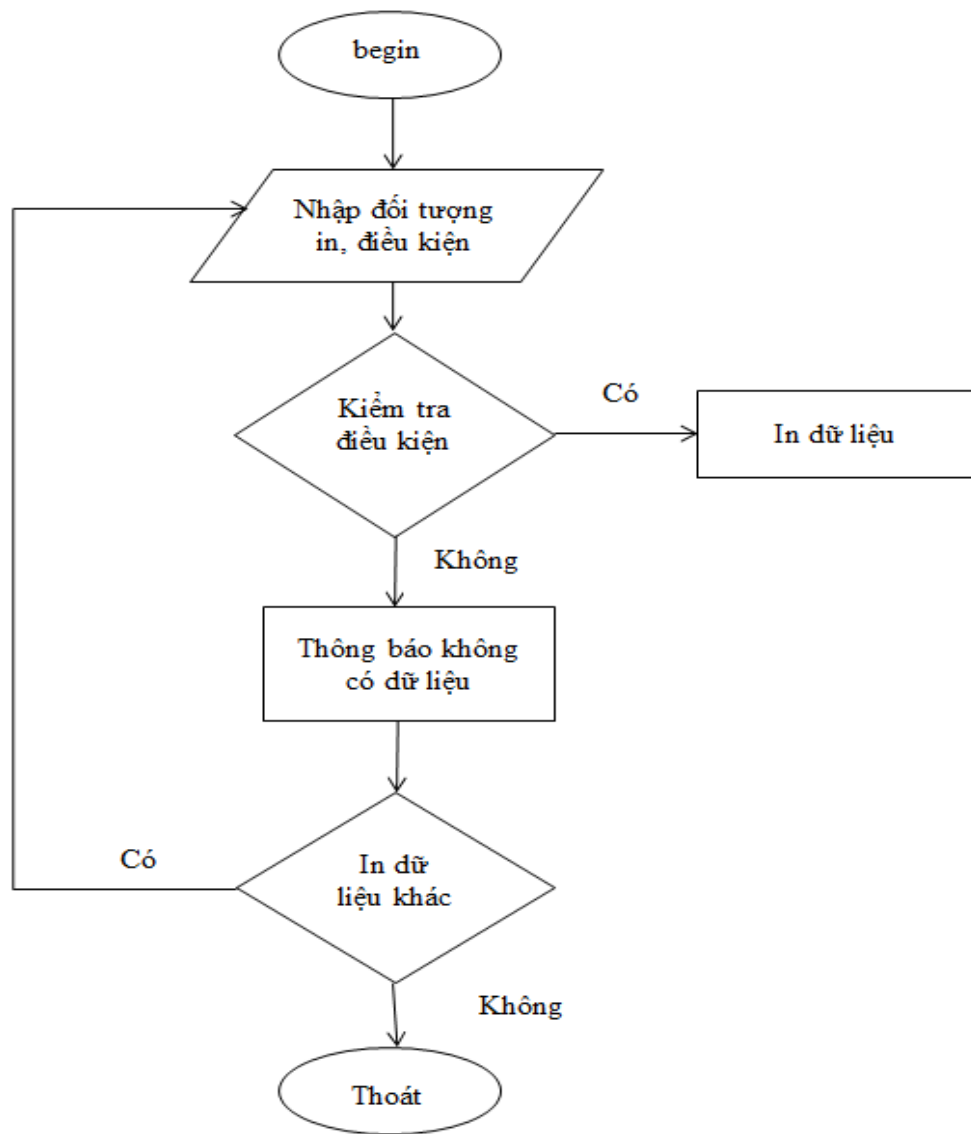 begin
Nhập đối tượng
in, điều kiện
Kiểm tra
điều kiện
Có
In dữ liệu
Không
Thông báo không
có dữ liệu
Có
In dữ
liệu khác
Không
Thoát